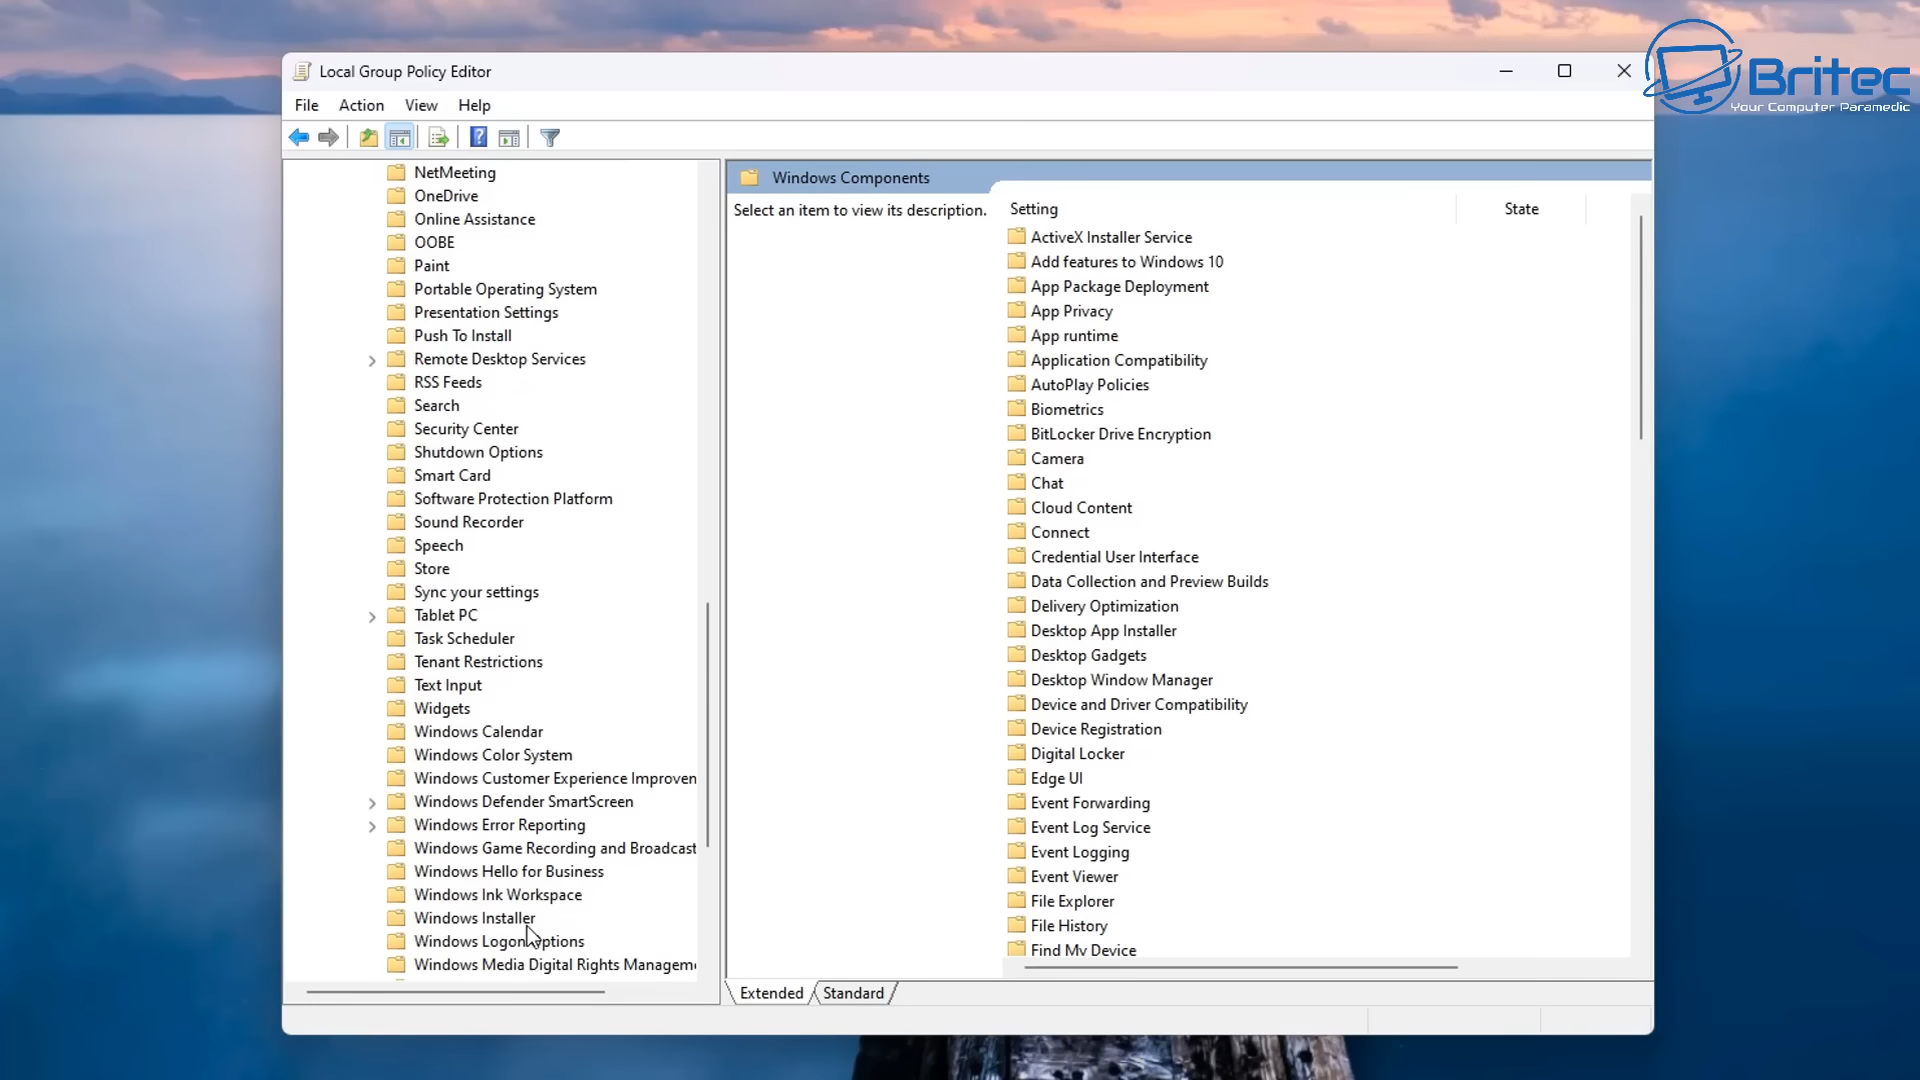 Local Group Policy Editor
Britec
Your Computer Paramedic
File Action View Help
NetMeeting
OneDrive
Online Assistance
OOBE
Paint
Portable Operating System
Presentation Settings
Push To Install
Remote Desktop Services
RSS Feeds
Search
Security Center
Shutdown Options
Smart Card
Software Protection Platform
Sound Recorder
Speech
Store
Sync your settings
Tablet PC
Task Scheduler
Tenant Restrictions
Text Input
Widgets
Windows Calendar
Windows Color System
Windows Customer Experience Improven
Windows Defender SmartScreen
Windows Error Reporting
Windows Game Recording and Broadcast
Windows Hello for Business
Windows Ink Workspace
Windows Installer
Windows Logon Options
Windows Media Digital Rights Managem
Windows Components
Select an item to view its description.
Setting State
ActiveX Installer Service
Add features to Windows 10
App Package Deployment
App Privacy
App runtime
Application Compatibility
AutoPlay Policies
Biometrics
BitLocker Drive Encryption
Camera
Chat
Cloud Content
Connect
Credential User Interface
Data Collection and Preview Builds
Delivery Optimization
Desktop App Installer
Desktop Gadgets
Desktop Window Manager
Device and Driver Compatibility
Device Registration
Digital Locker
Edge UI
Event Forwarding
Event Log Service
Event Logging
Event Viewer
File Explorer
File History
Find My Device
Extended Standard